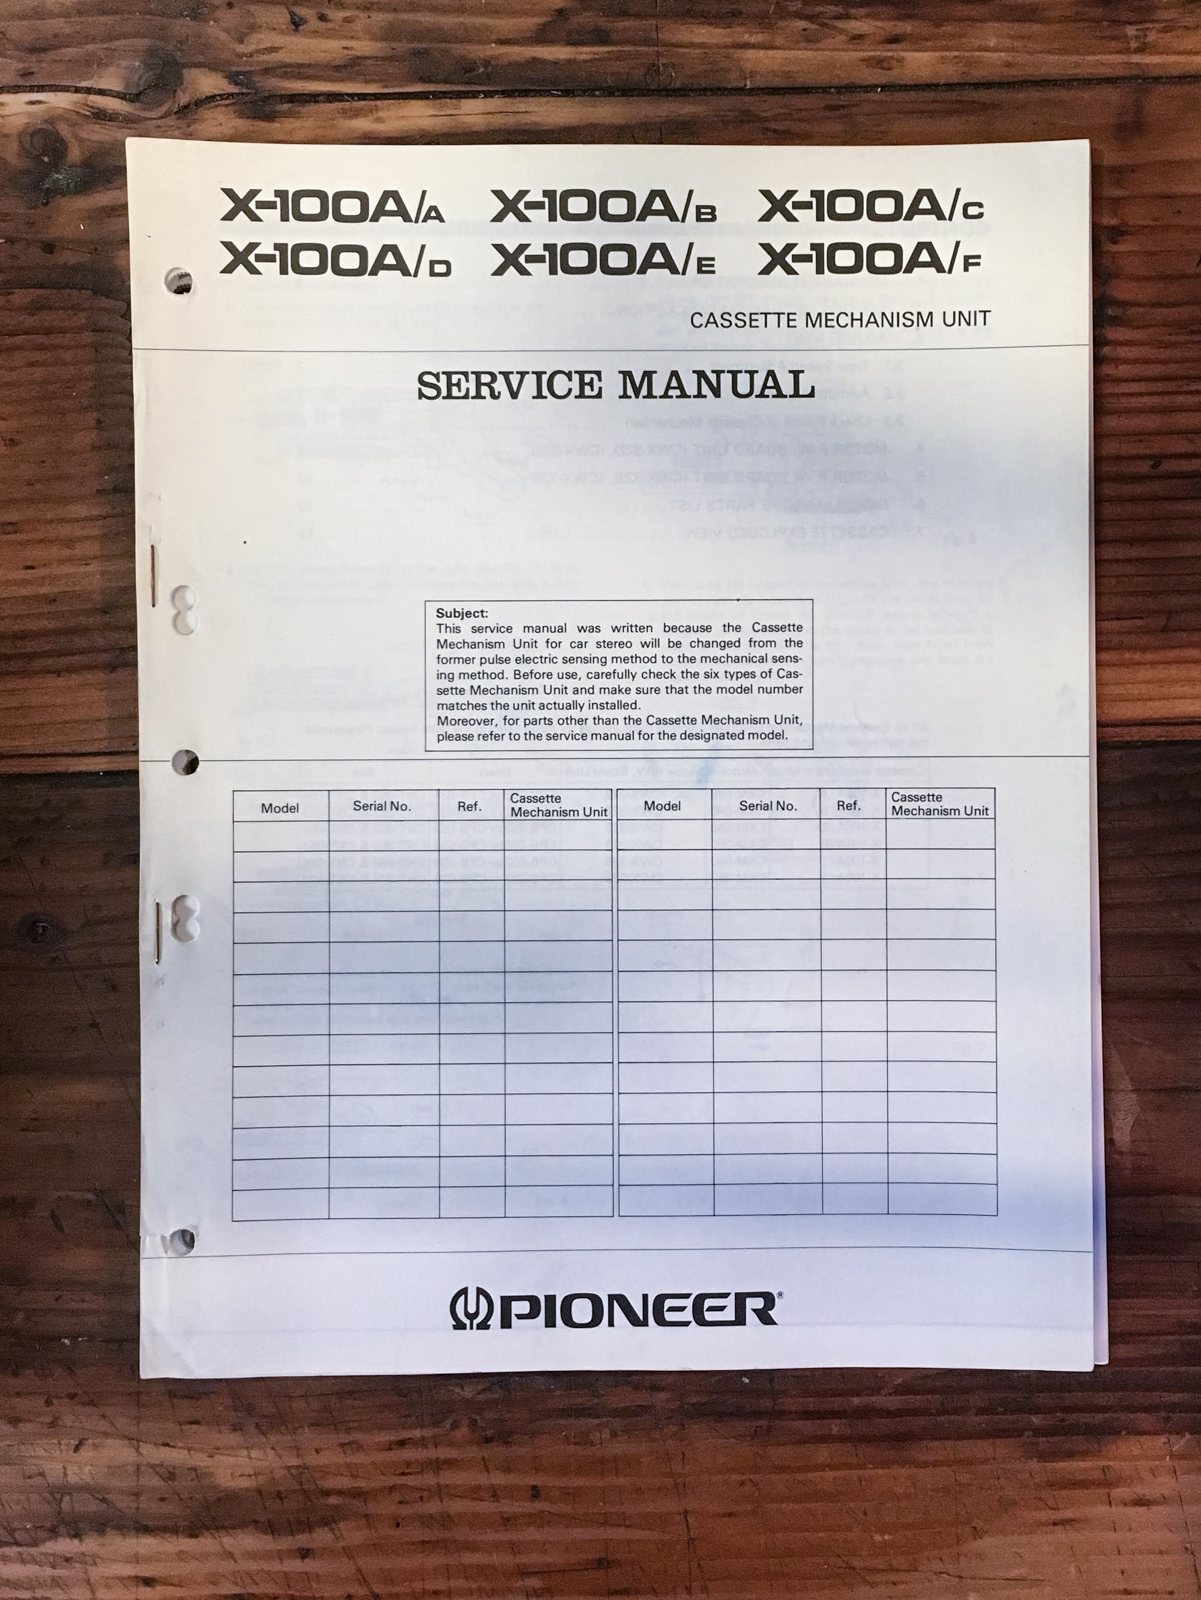 X-100A/A X-100A/B X-100A/C
X-100A/D X-100A/E X-100A/F
CASSETTE MECHANISM UNIT
SERVICE MANUAL
Subject:
This service manual was written because the Cassette
Mechanism Unit for car stereo will be changed from the
former pulse electric sensing method to the mechanical sens-
ing method. Before use, carefully check the six types of Cas-
sette Mechanism Unit and make sure that the model number
matches the unit actually installed.
Moreover, for parts other than the Cassette Mechanism Unit,
please refer to the service manual for the designated model.
Model Serial No. Ref. Cassette Mechanism Unit Model Serial No. Ref. Cassette Mechanism Unit
PIONEER®